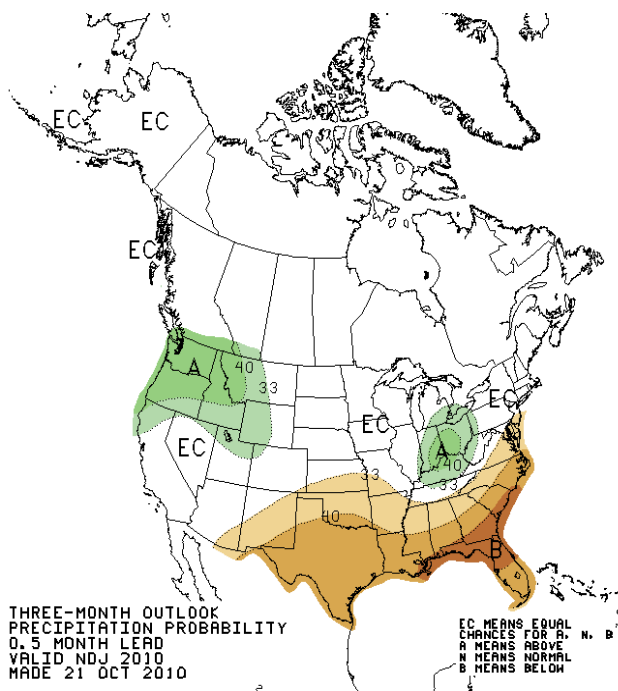 EC
EC
EC
A
40
33
EC
EC
EC
A
40
33
33
40
B
THREE-MONTH OUTLOOK
PRECIPITATION PROBABILITY
0.5 MONTH LEAD
VALID NDJ 2010
MADE 21 OCT 2010
EC MEANS EQUAL
CHANCES FOR A, N, B
A MEANS ABOVE
N MEANS NORMAL
B MEANS BELOW